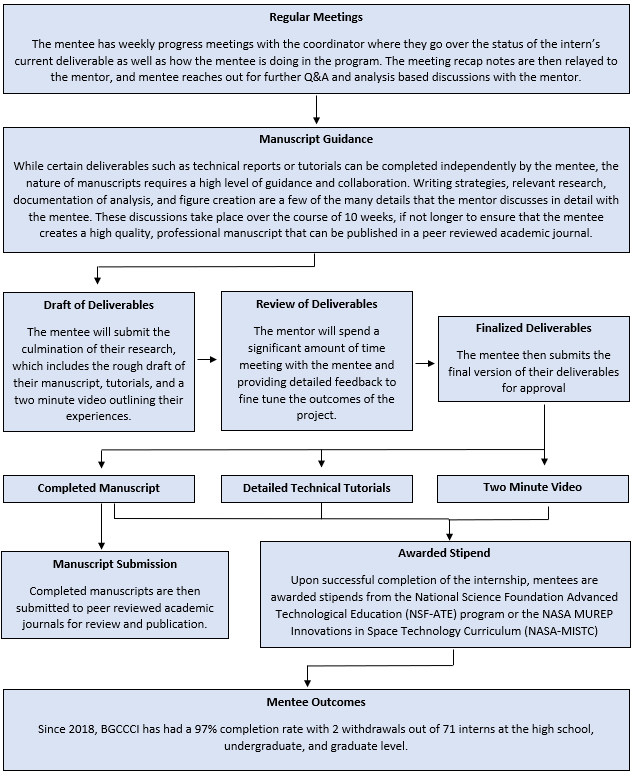 Regular Meetings
The mentee has weekly progress meetings with the coordinator where they go over the status of the intern's
current deliverable as well as how the mentee is doing in the program. The meeting recap notes are then relayed to
the mentor, and mentee reaches out for further Q&A and analysis based discussions with the mentor.
Manuscript Guidance
While certain deliverables such as technical reports or tutorials can be completed independently by the mentee, the
nature of manuscripts requires a high level of guidance and collaboration. Writing strategies, relevant research,
documentation of analysis, and figure creation are a few of the many details that the mentor discusses in detail with
the mentee. These discussions take place over the course of 10 weeks, if not longer to ensure that the mentee
creates a high quality, professional manuscript that can be published in a peer reviewed academic journal.
Draft of Deliverables
The mentee will submit the
culmination of their research,
which includes the rough draft
of their manuscript, tutorials, and a
two minute video outlining their
experiences.
Review of Deliverables
The mentor will spend a
significant amount of time
meeting with the mentee and
providing detailed feedback to
fine tune the outcomes of the
project.
Finalized Deliverables
The mentee then submits the
final version of their deliverables
for approval
Completed Manuscript
Detailed Technical Tutorials
Two Minute Video
Manuscript Submission
Completed manuscripts are then
submitted to peer reviewed academic
journals for review and publication.
Awarded Stipend
Upon successful completion of the internship, mentees are
awarded stipends from the National Science Foundation Advanced
Technological Education (NSF-ATE) program or the NASA MUREP
Innovations in Space Technology Curriculum (NASA-MISTC)
Mentee Outcomes
Since 2018, BGCCCI has had a 97% completion rate with 2 withdrawals out of 71 interns at the high school,
undergraduate, and graduate level.